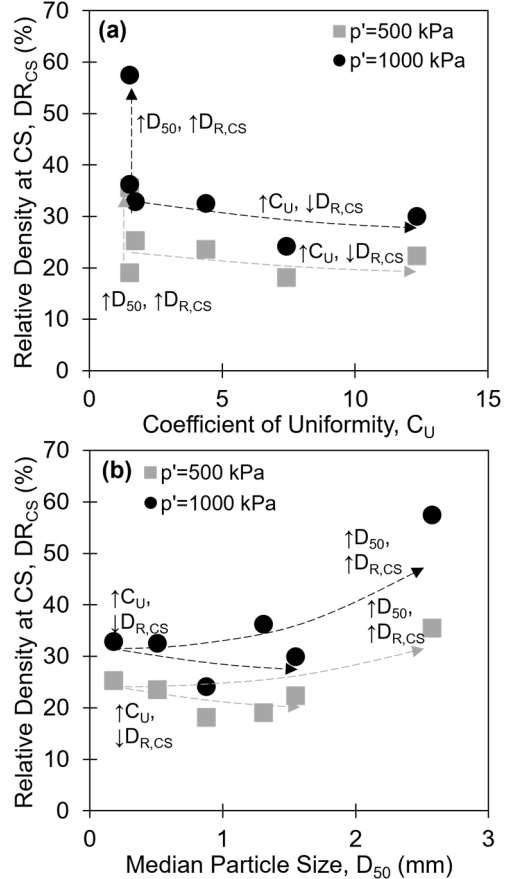 (a)
p'=500 kPa
p'=1000 kPa
Relative Density at CS, DR_CS (%)
70
60
50
40
30
20
10
0
↑D50, ↑DR,CS
↑CU, ↓DR,CS
↑CU, ↓DR,CS
↑D50, ↑DR,CS
0 5 10 15
Coefficient of Uniformity, CU
(b)
p'=500 kPa
p'=1000 kPa
Relative Density at CS, DR_CS (%)
70
60
50
40
30
20
10
0
↑D50,
↑DR,CS
↑D50,
↑DR,CS
↑CU,
↓DR,CS
↑CU,
↓DR,CS
0 1 2 3
Median Particle Size, D50 (mm)